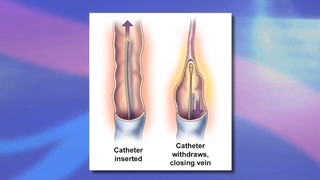 Catheter
inserted
Catheter
withdraws,
closing vein